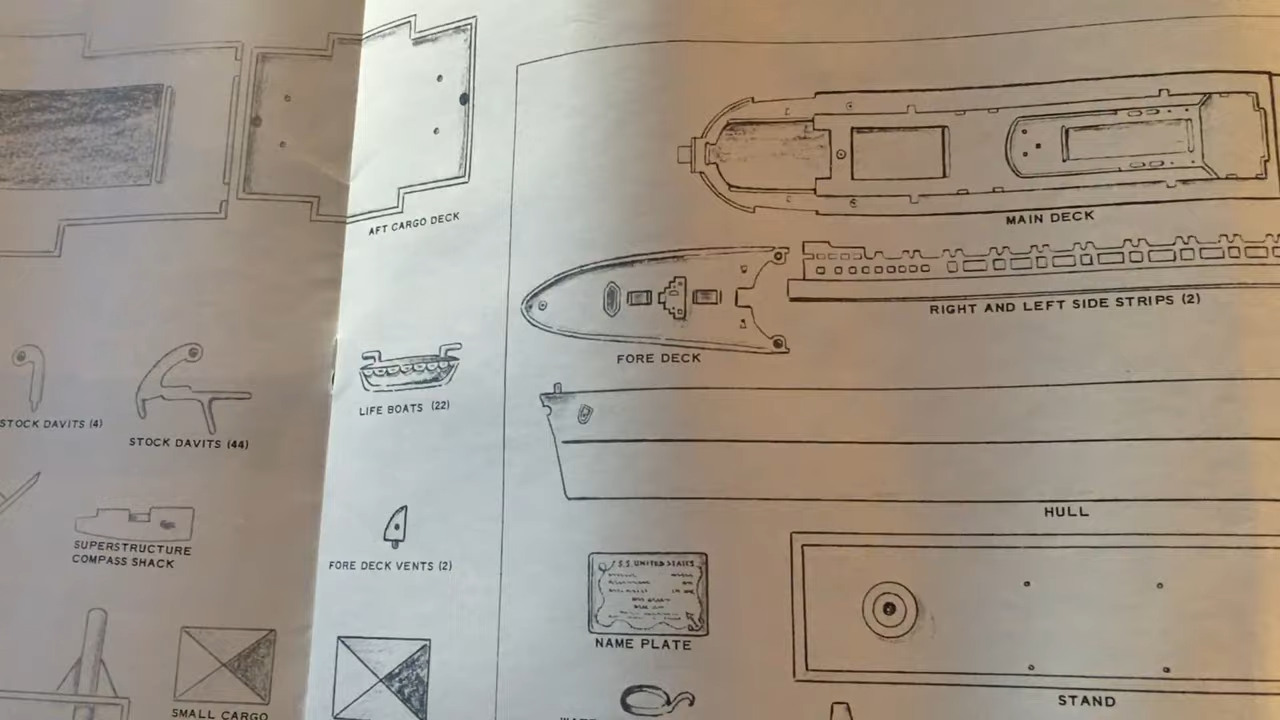 AFT CARGO DECK
MAIN DECK
RIGHT AND LEFT SIDE STRIPS (2)
FORE DECK
LIFE BOATS (22)
STOCK DAVITS (4)
STOCK DAVITS (44)
HULL
SUPERSTRUCTURE
COMPASS SHACK
FORE DECK VENTS (2)
S.S. UNITED STATES
NAME PLATE
STAND
SMALL CARGO